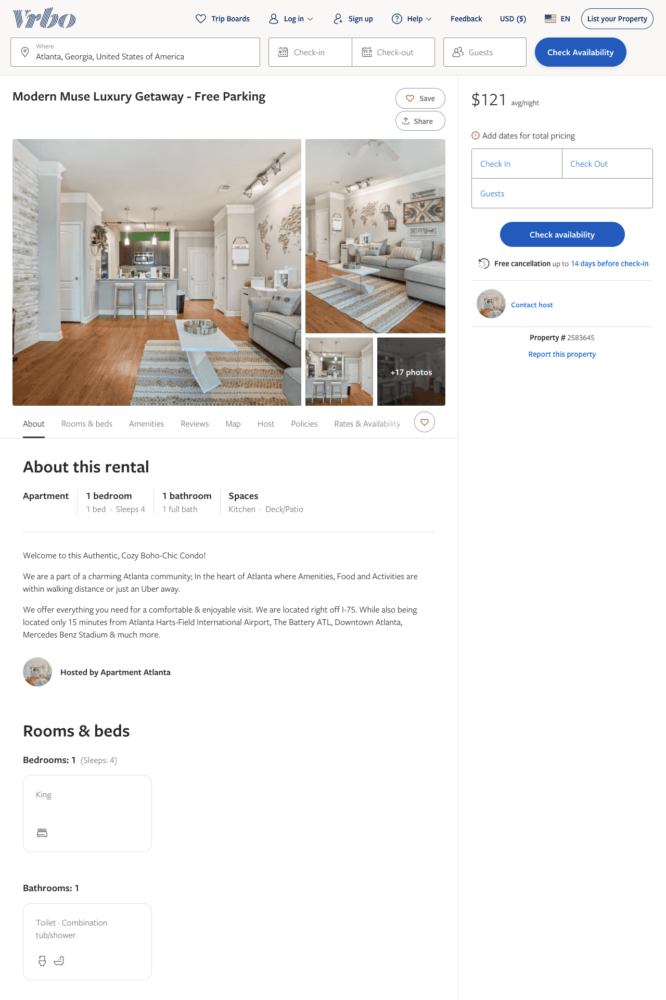 Vrbo
Trip Boards
Log in
Sign up
Help
Feedback
USD ($)
EN
List your Property
Where
Atlanta, Georgia, United States of America
Check-in
Check-out
Guests
Check Availability
Modern Muse Luxury Getaway - Free Parking
Save
Share
+17 photos
$121 avg/night
Add dates for total pricing
Check In
Check Out
Guests
Check availability
Free cancellation up to 14 days before check-in
Contact host
Property # 2583645
Report this property
About
Rooms & beds
Amenities
Reviews
Map
Host
Policies
Rates & Availability
About this rental
Apartment
1 bedroom
1 bed · Sleeps 4
1 bathroom
1 full bath
Spaces
Kitchen · Deck/Patio
Welcome to this Authentic, Cozy Boho-Chic Condo!
We are a part of a charming Atlanta community; In the heart of Atlanta where Amenities, Food and Activities are
within walking distance or just an Uber away.
We offer everything you need for a comfortable & enjoyable visit. We are located right off I-75. While also being
located only 15 minutes from Atlanta Harts-Field International Airport, The Battery ATL, Downtown Atlanta,
Mercedes Benz Stadium & much more.
Hosted by Apartment Atlanta
Rooms & beds
Bedrooms: 1 (Sleeps: 4)
King
Bathrooms: 1
Toilet · Combination
tub/shower